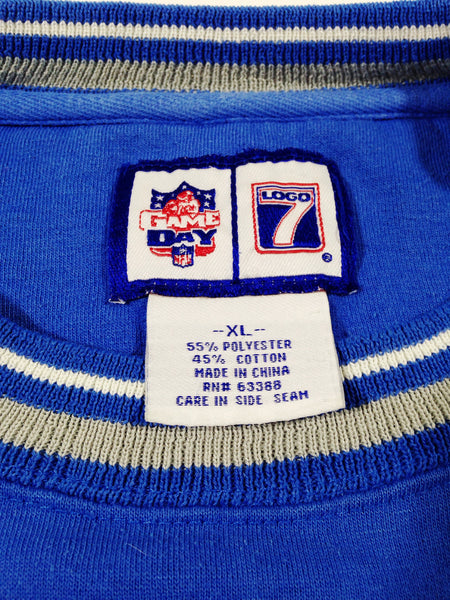 GAME
DAY
NFL
LOGO
7
®
--XL--
55% POLYESTER
45% COTTON
MADE IN CHINA
RN# 63388
CARE IN SIDE SEAM